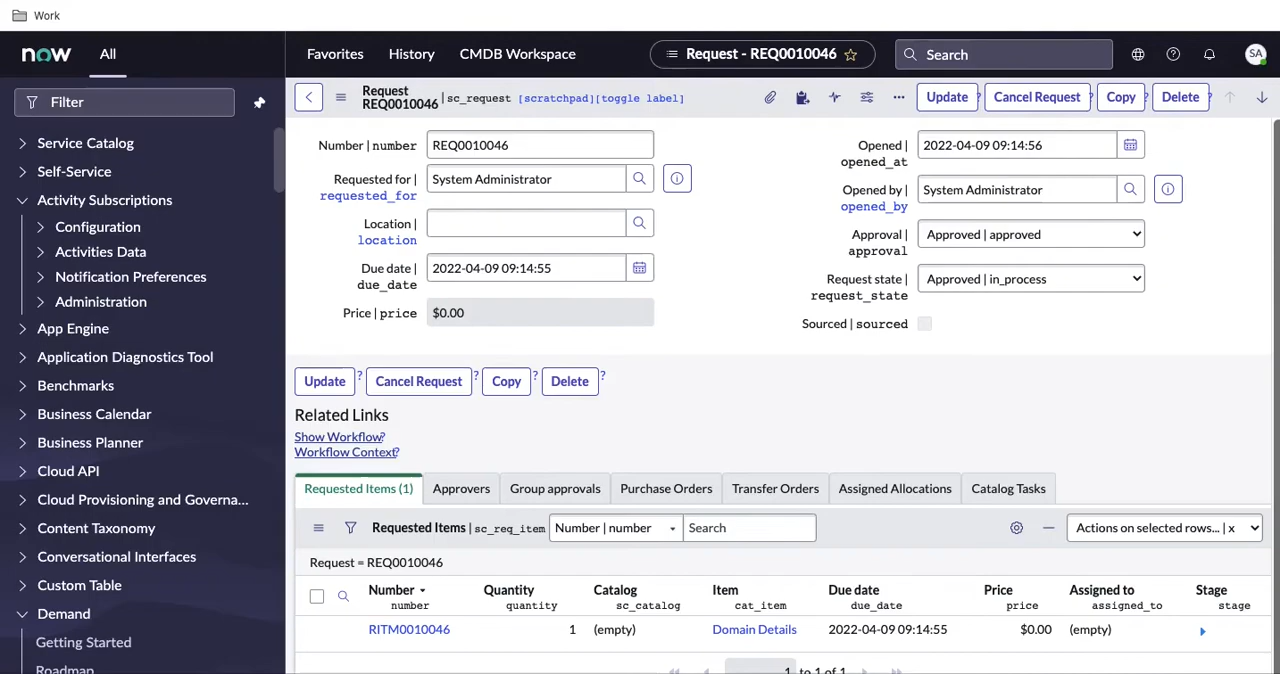 Work
now All Favorites History CMDB Workspace Request - REQ0010046 Search SA
Filter
Service Catalog
Self-Service
Activity Subscriptions
Configuration
Activities Data
Notification Preferences
Administration
App Engine
Application Diagnostics Tool
Benchmarks
Business Calendar
Business Planner
Cloud API
Cloud Provisioning and Governa...
Content Taxonomy
Conversational Interfaces
Custom Table
Demand
Getting Started
Roadmap
Request
REQ0010046 | sc_request [scratchpad][toggle label]
Update ? Cancel Request ? Copy ? Delete ?
Number | number REQ0010046
Requested for | System Administrator
requested_for
Location |
location
Due date | 2022-04-09 09:14:55
due_date
Price | price $0.00
Opened | 2022-04-09 09:14:56
opened_at
Opened by | System Administrator
opened_by
Approval | Approved | approved
approval
Request state | Approved | in_process
request_state
Sourced | sourced
Update ? Cancel Request ? Copy ? Delete ?
Related Links
Show Workflow?
Workflow Context?
Requested Items (1) Approvers Group approvals Purchase Orders Transfer Orders Assigned Allocations Catalog Tasks
Requested Items | sc_req_item Number | number Search Actions on selected rows... | x
Request = REQ0010046
Number Quantity Catalog Item Due date Price Assigned to Stage
number quantity sc_catalog cat_item due_date price assigned_to stage
RITM0010046 1 (empty) Domain Details 2022-04-09 09:14:55 $0.00 (empty)
1 to 1 of 1